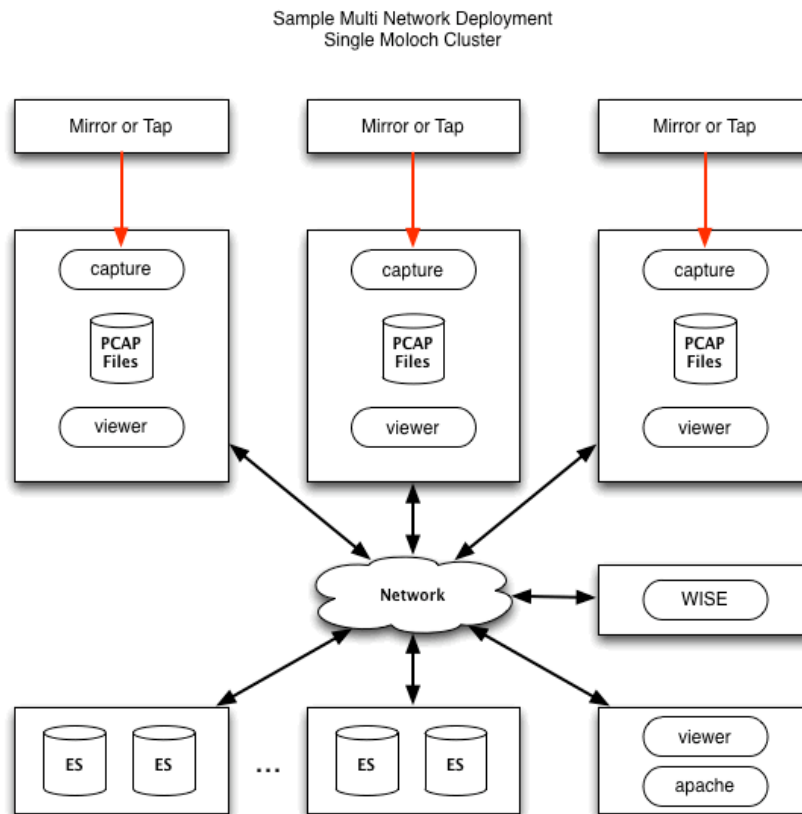 Sample Multi Network Deployment
Single Moloch Cluster
Mirror or Tap
Mirror or Tap
Mirror or Tap
capture
capture
capture
PCAP
Files
PCAP
Files
PCAP
Files
viewer
viewer
viewer
Network
WISE
ES
ES
...
ES
ES
viewer
apache